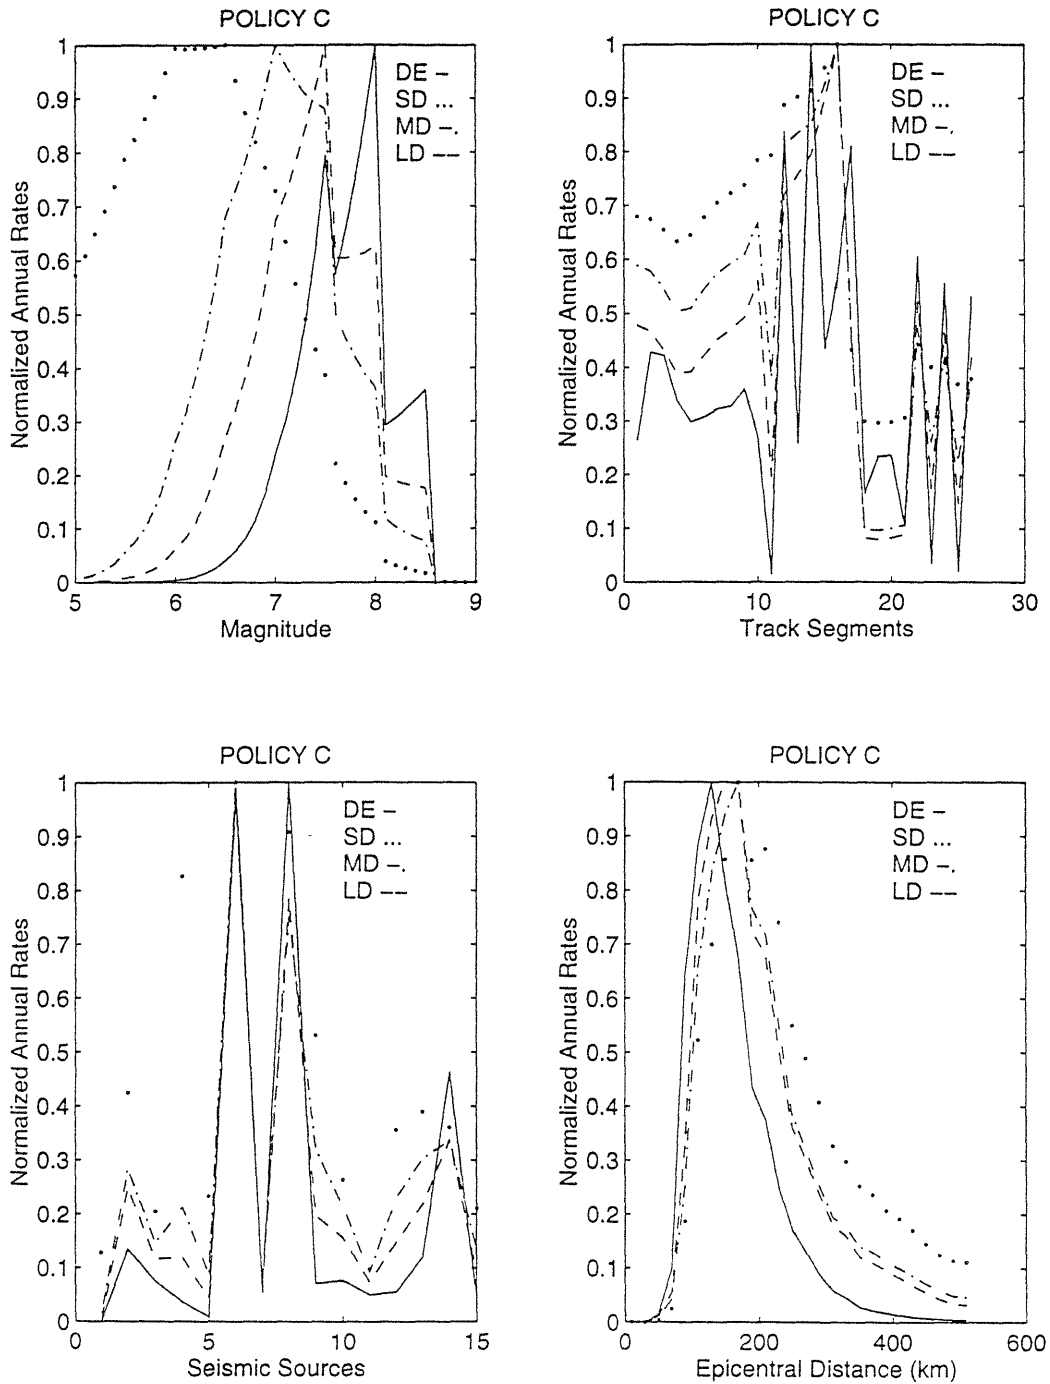 POLICY C
1
0.9
0.8
0.7
0.6
0.5
0.4
0.3
0.2
0.1
0
Normalized Annual Rates
DE –
SD ...
MD –.
LD – –
5
6
7
8
9
Magnitude
POLICY C
1
0.9
0.8
0.7
0.6
0.5
0.4
0.3
0.2
0.1
0
Normalized Annual Rates
DE –
SD ...
MD –.
LD – –
0
10
20
30
Track Segments
POLICY C
1
0.9
0.8
0.7
0.6
0.5
0.4
0.3
0.2
0.1
0
Normalized Annual Rates
DE –
SD ...
MD –.
LD – –
0
5
10
15
Seismic Sources
POLICY C
1
0.9
0.8
0.7
0.6
0.5
0.4
0.3
0.2
0.1
0
Normalized Annual Rates
DE –
SD ...
MD –.
LD – –
0
200
400
600
Epicentral Distance (km)